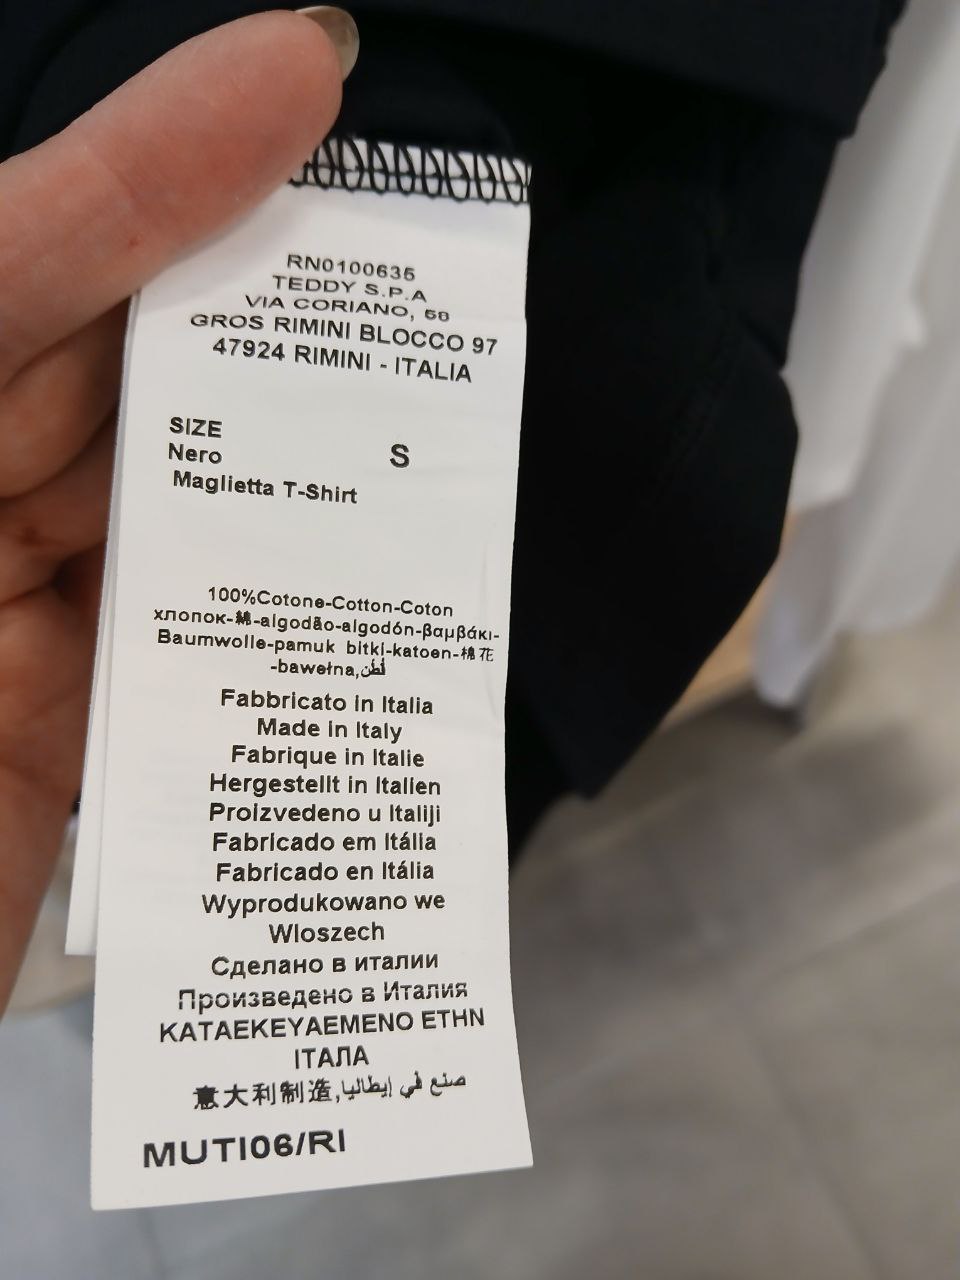 RN0100635
TEDDY S.P.A
VIA CORIANO, 58
GROS RIMINI BLOCCO 97
47924 RIMINI - ITALIA
SIZE
S
Nero
Maglietta T-Shirt
100%Cotone-Cotton-Coton
хлопок-綿-algodão-algodón-βαμβάκι-
Baumwolle-pamuk bitki-katoen-棉花
-bawełna,قُطْن
Fabbricato in Italia
Made in Italy
Fabrique in Italie
Hergestellt in Italien
Proizvedeno u Italiji
Fabricado em Itália
Fabricado en Itália
Wyprodukowano we
Wloszech
Сделано в италии
Произведено в Италия
KATAEKEYAEMENO ETHN
ITAΠA
意大利制造,صنع في إيطاليا
MUTI06/RI